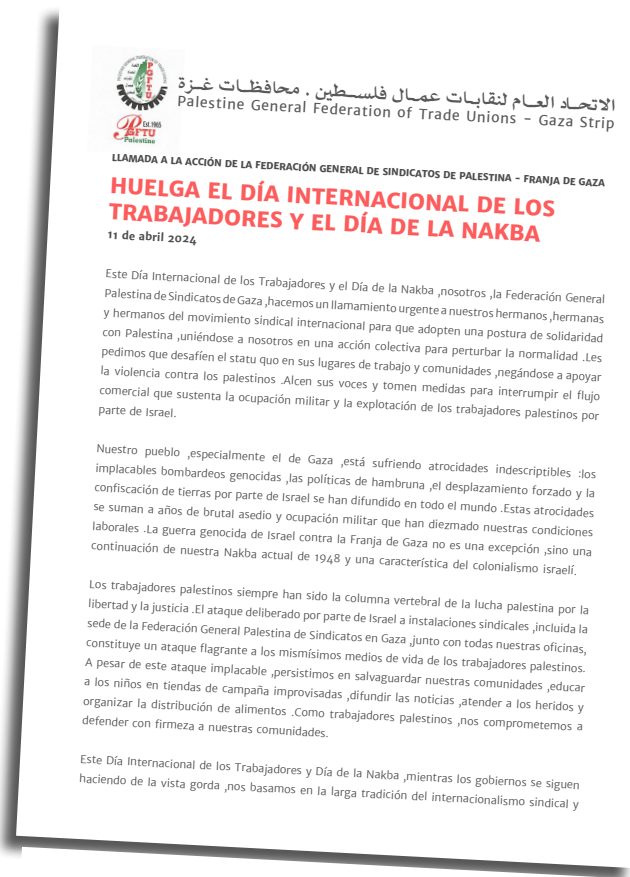 PGFTU
Est.1965
PGFTU
Palestine
الاتحاد العام لنقابات عمال فلسطين . محافظات غزة
Palestine General Federation of Trade Unions - Gaza Strip
LLAMADA A LA ACCIÓN DE LA FEDERACIÓN GENERAL DE SINDICATOS DE PALESTINA - FRANJA DE GAZA
HUELGA EL DÍA INTERNACIONAL DE LOS
TRABAJADORES Y EL DÍA DE LA NAKBA
11 de abril 2024
Este Día Internacional de los Trabajadores y el Día de la Nakba ,nosotros ,la Federación General
Palestina de Sindicatos de Gaza ,hacemos un llamamiento urgente a nuestros hermanos ,hermanas
y hermanos del movimiento sindical internacional para que adopten una postura de solidaridad
con Palestina ,uniéndose a nosotros en una acción colectiva para perturbar la normalidad .Les
pedimos que desafíen el statu quo en sus lugares de trabajo y comunidades ,negándose a apoyar
la violencia contra los palestinos .Alcen sus voces y tomen medidas para interrumpir el flujo
comercial que sustenta la ocupación militar y la explotación de los trabajadores palestinos por
parte de Israel.
Nuestro pueblo ,especialmente el de Gaza ,está sufriendo atrocidades indescriptibles :los
implacables bombardeos genocidas ,las políticas de hambruna ,el desplazamiento forzado y la
confiscación de tierras por parte de Israel se han difundido en todo el mundo .Estas atrocidades
se suman a años de brutal asedio y ocupación militar que han diezmado nuestras condiciones
laborales .La guerra genocida de Israel contra la Franja de Gaza no es una excepción ,sino una
continuación de nuestra Nakba actual de 1948 y una característica del colonialismo israelí.
Los trabajadores palestinos siempre han sido la columna vertebral de la lucha palestina por la
libertad y la justicia .El ataque deliberado por parte de Israel a instalaciones sindicales ,incluida la
sede de la Federación General Palestina de Sindicatos en Gaza ,junto con todas nuestras oficinas,
constituye un ataque flagrante a los mismísimos medios de vida de los trabajadores palestinos.
A pesar de este ataque implacable ,persistimos en salvaguardar nuestras comunidades ,educar
a los niños en tiendas de campaña improvisadas ,difundir las noticias ,atender a los heridos y
organizar la distribución de alimentos .Como trabajadores palestinos ,nos comprometemos a
defender con firmeza a nuestras comunidades.
Este Día Internacional de los Trabajadores y Día de la Nakba ,mientras los gobiernos se siguen
haciendo de la vista gorda ,nos basamos en la larga tradición del internacionalismo sindical y